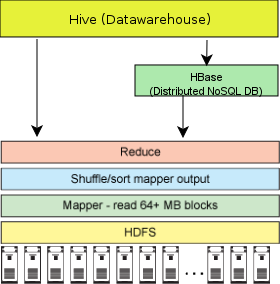 Hive (Datawarehouse)
HBase
(Distributed NoSQL DB)
Reduce
Shuffle/sort mapper output
Mapper - read 64+ MB blocks
HDFS
...